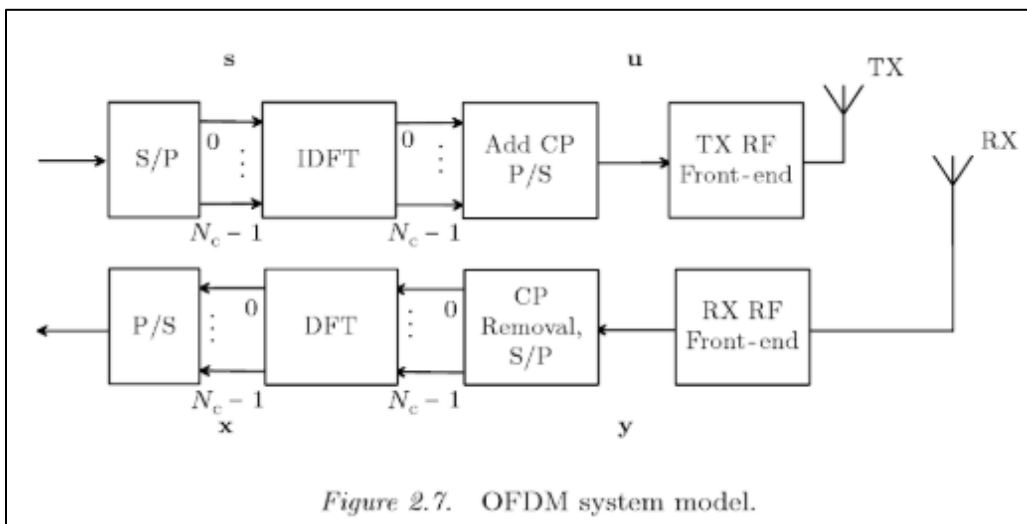 s
u
TX
S/P
0
⋮
N_c − 1
IDFT
0
⋮
N_c − 1
Add CP
P/S
TX RF
Front-end
RX
P/S
0
⋮
N_c − 1
DFT
0
⋮
N_c − 1
CP
Removal,
S/P
RX RF
Front-end
x
y
Figure 2.7. OFDM system model.